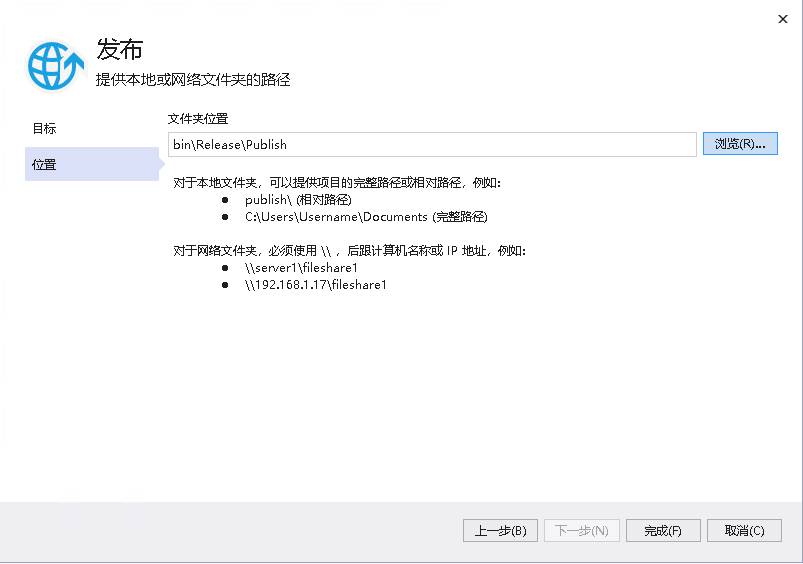 发布
提供本地或网络文件夹的路径
目标
位置
文件夹位置
bin\Release\Publish
浏览(R)...
对于本地文件夹，可以提供项目的完整路径或相对路径，例如：
● publish\ (相对路径)
● C:\Users\Username\Documents (完整路径)
对于网络文件夹，必须使用 \\ ，后跟计算机名称或 IP 地址，例如：
● \\server1\fileshare1
● \\192.168.1.17\fileshare1
上一步(B)
下一步(N)
完成(F)
取消(C)